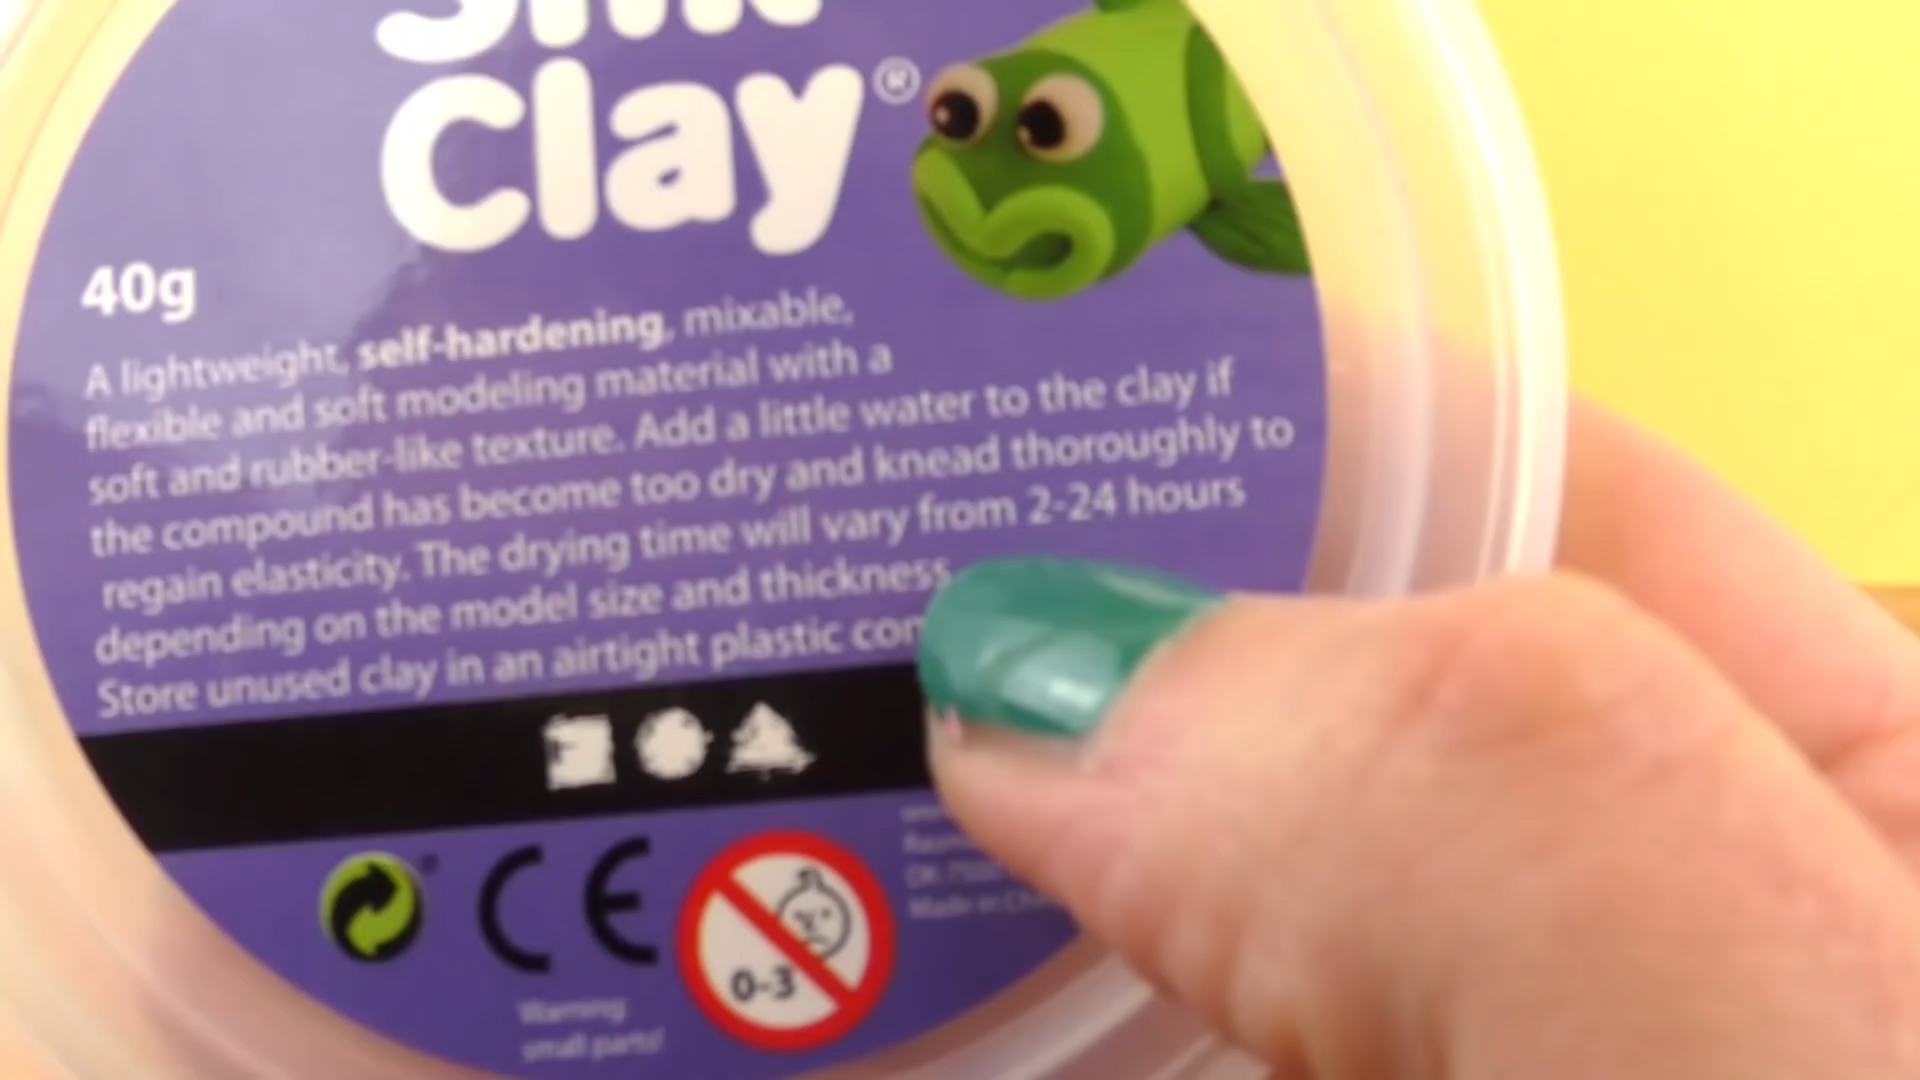 Clay®
40g
A lightweight, self-hardening, mixable,
flexible and soft modeling material with a
soft and rubber-like texture. Add a little water to the clay if
the compound has become too dry and knead thoroughly to
regain elasticity. The drying time will vary from 2-24 hours
depending on the model size and thickness
Store unused clay in an airtight plastic con
CE
0-3
Warning:
small parts!
Made in